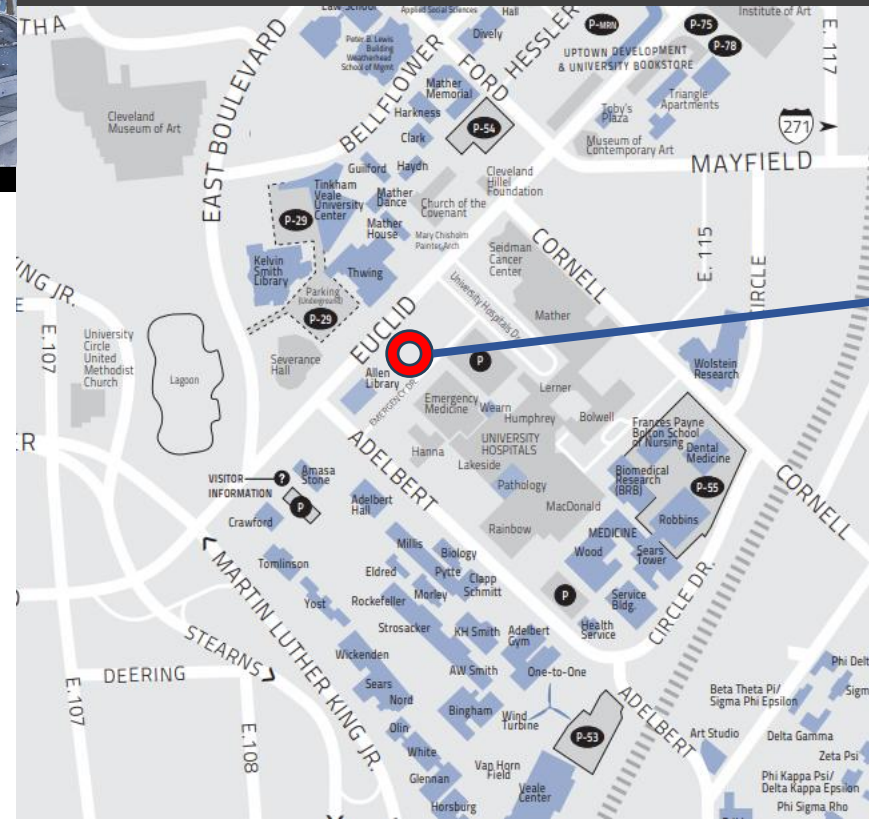 THA
Law School
Applied Social Sciences
Hall
Dively
Peter B. Lewis
Building
Weatherhead
School of Mgmt
EAST BOULEVARD
BELLFLOWER
FORD
HESSLER
P-MRN
P-75
P-78
Institute of Art
E. 117
UPTOWN DEVELOPMENT
& UNIVERSITY BOOKSTORE
Cleveland
Museum of Art
Mather
Memorial
Harkness
Clark
P-54
Toby's
Plaza
Triangle
Apartments
271
Museum of
Contemporary Art
MAYFIELD
Guilford
Haydn
Tinkham
Veale
University
Center
P-29
Mather
Dance
Mather
House
Church of the
Covenant
Cleveland
Hillel
Foundation
Mary Chisholm
Painter Arch
Kelvin
Smith
Library
Thwing
Parking
(Underground)
P-29
Seidman
Cancer
Center
CORNELL
E. 115
CIRCLE
University Hospitals Dr.
Mather
KING JR.
E
E. 107
University
Circle
United
Methodist
Church
Lagoon
EUCLID
Severance
Hall
Allen
Library
EMERGENCY DR.
P
Wolstein
Research
Lerner
Emergency
Medicine
Wearn
Humphrey
Bolwell
Frances Payne
Bolton School
of Nursing
Dental
Medicine
ER
ADELBERT
Hanna
UNIVERSITY
HOSPITALS
Lakeside
Pathology
Biomedical
Research
(BRB)
P-55
CORNELL
VISITOR
INFORMATION
?
Amasa
Stone
P
Crawford
Adelbert
Hall
MacDonald
Rainbow
MEDICINE
Robbins
Wood
Sears
Tower
Tomlinson
Millis
Biology
Eldred
Pytte
Clapp
Schmitt
Yost
Rockefeller
Morley
P
Service
Bldg.
CIRCLE DR.
Strosacker
KH Smith
Adelbert
Gym
Health
Service
MARTIN LUTHER KING JR.
STEARNS
DEERING
E. 107
E. 108
Wickenden
AW Smith
One-to-One
Sears
Nord
Bingham
Wind
Turbine
P-53
ADELBERT
Olin
White
Van Horn
Field
Glennan
Veale
Center
Horsburg
Phi Delt
Beta Theta Pi/
Sigma Phi Epsilon
Sigm
Art Studio
Delta Gamma
Zeta Psi
Phi Kappa Psi/
Delta Kappa Epsilon
Phi Sigma Rho